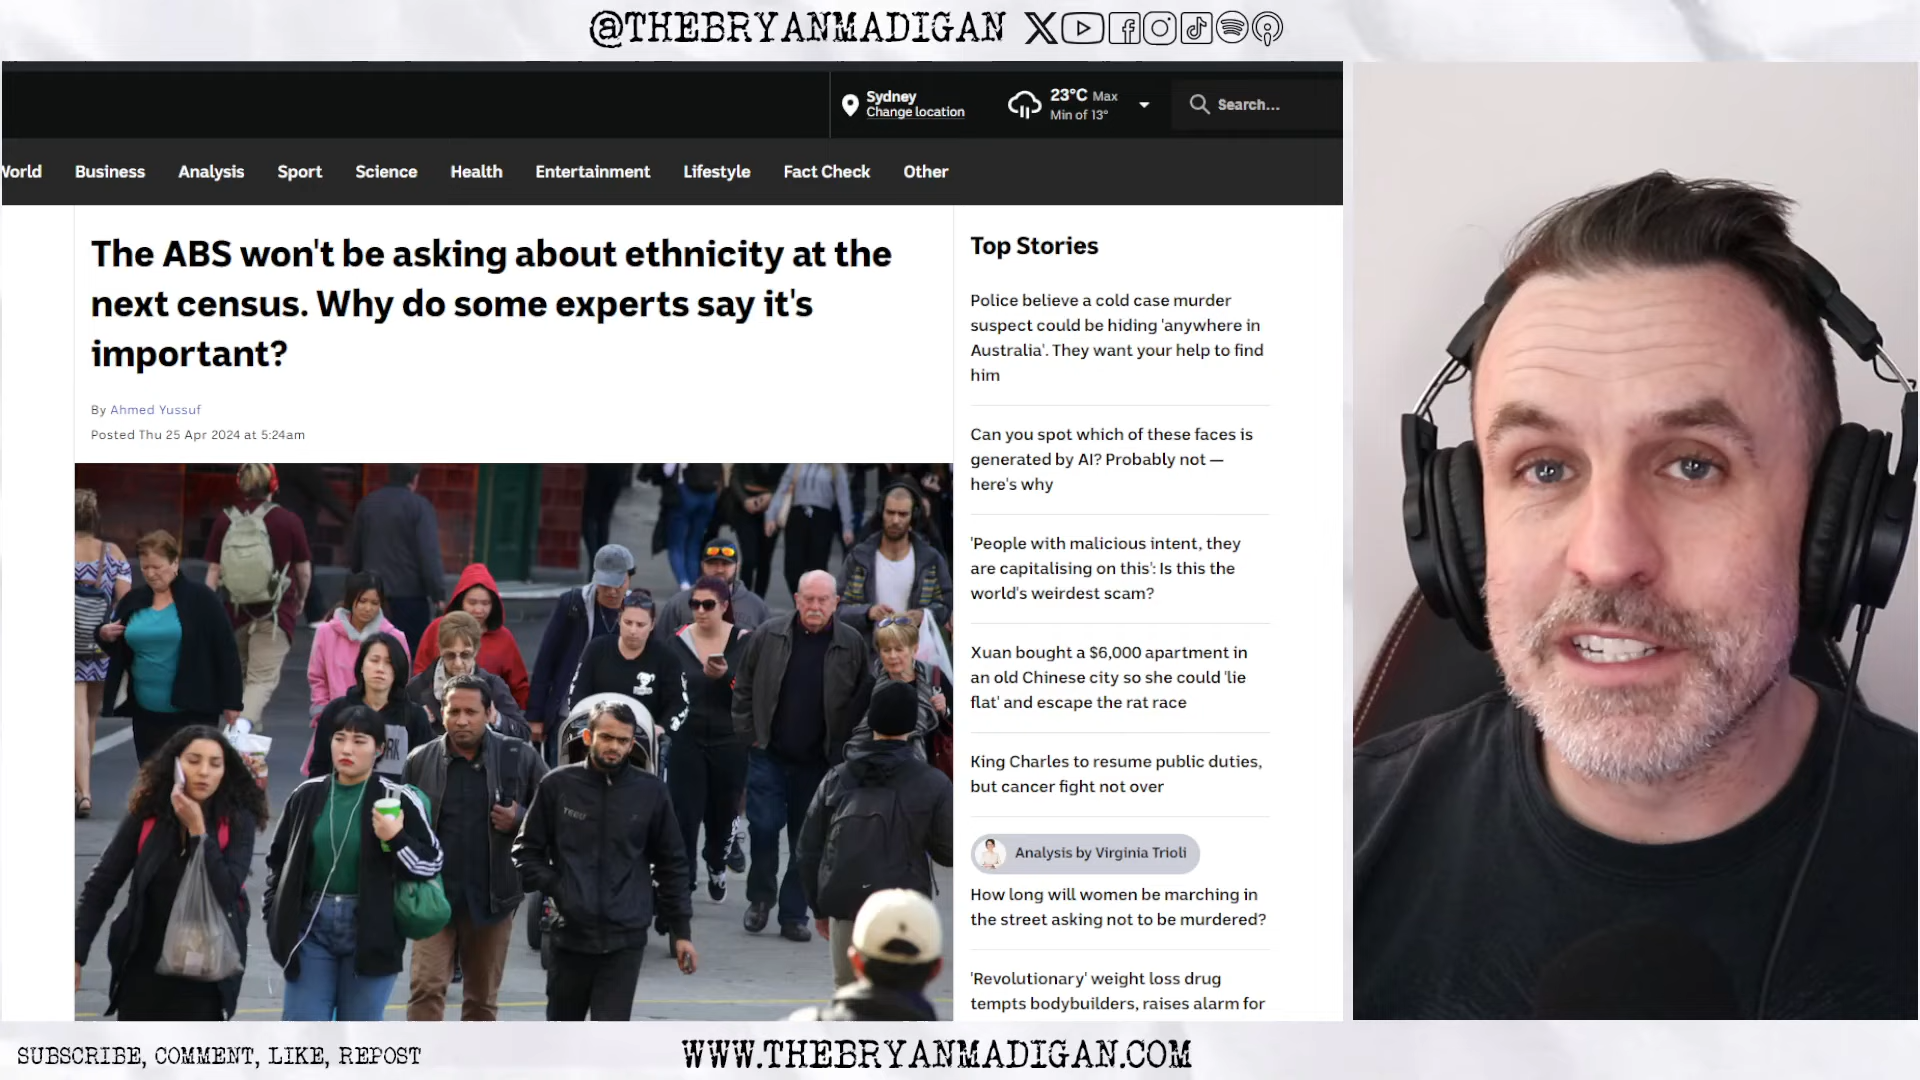 @THEBRYANMADIGAN
Sydney
Change location
23°C Max
Min of 13°
Search...
World
Business
Analysis
Sport
Science
Health
Entertainment
Lifestyle
Fact Check
Other
The ABS won't be asking about ethnicity at the
next census. Why do some experts say it's
important?
By Ahmed Yussuf
Posted Thu 25 Apr 2024 at 5:24am
Top Stories
Police believe a cold case murder
suspect could be hiding 'anywhere in
Australia'. They want your help to find
him
Can you spot which of these faces is
generated by AI? Probably not —
here's why
'People with malicious intent, they
are capitalising on this': Is this the
world's weirdest scam?
Xuan bought a $6,000 apartment in
an old Chinese city so she could 'lie
flat' and escape the rat race
King Charles to resume public duties,
but cancer fight not over
Analysis by Virginia Trioli
How long will women be marching in
the street asking not to be murdered?
'Revolutionary' weight loss drug
tempts bodybuilders, raises alarm for
SUBSCRIBE, COMMENT, LIKE, REPOST
WWW.THEBRYANMADIGAN.COM